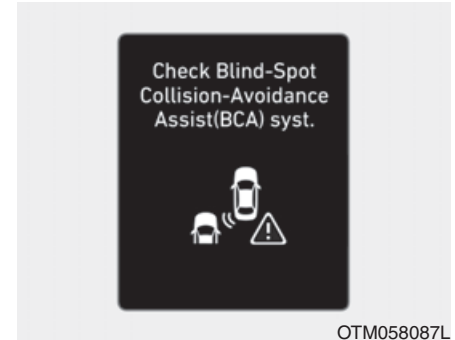 Check Blind-Spot
Collision-Avoidance
Assist(BCA) syst.
OTM058087L